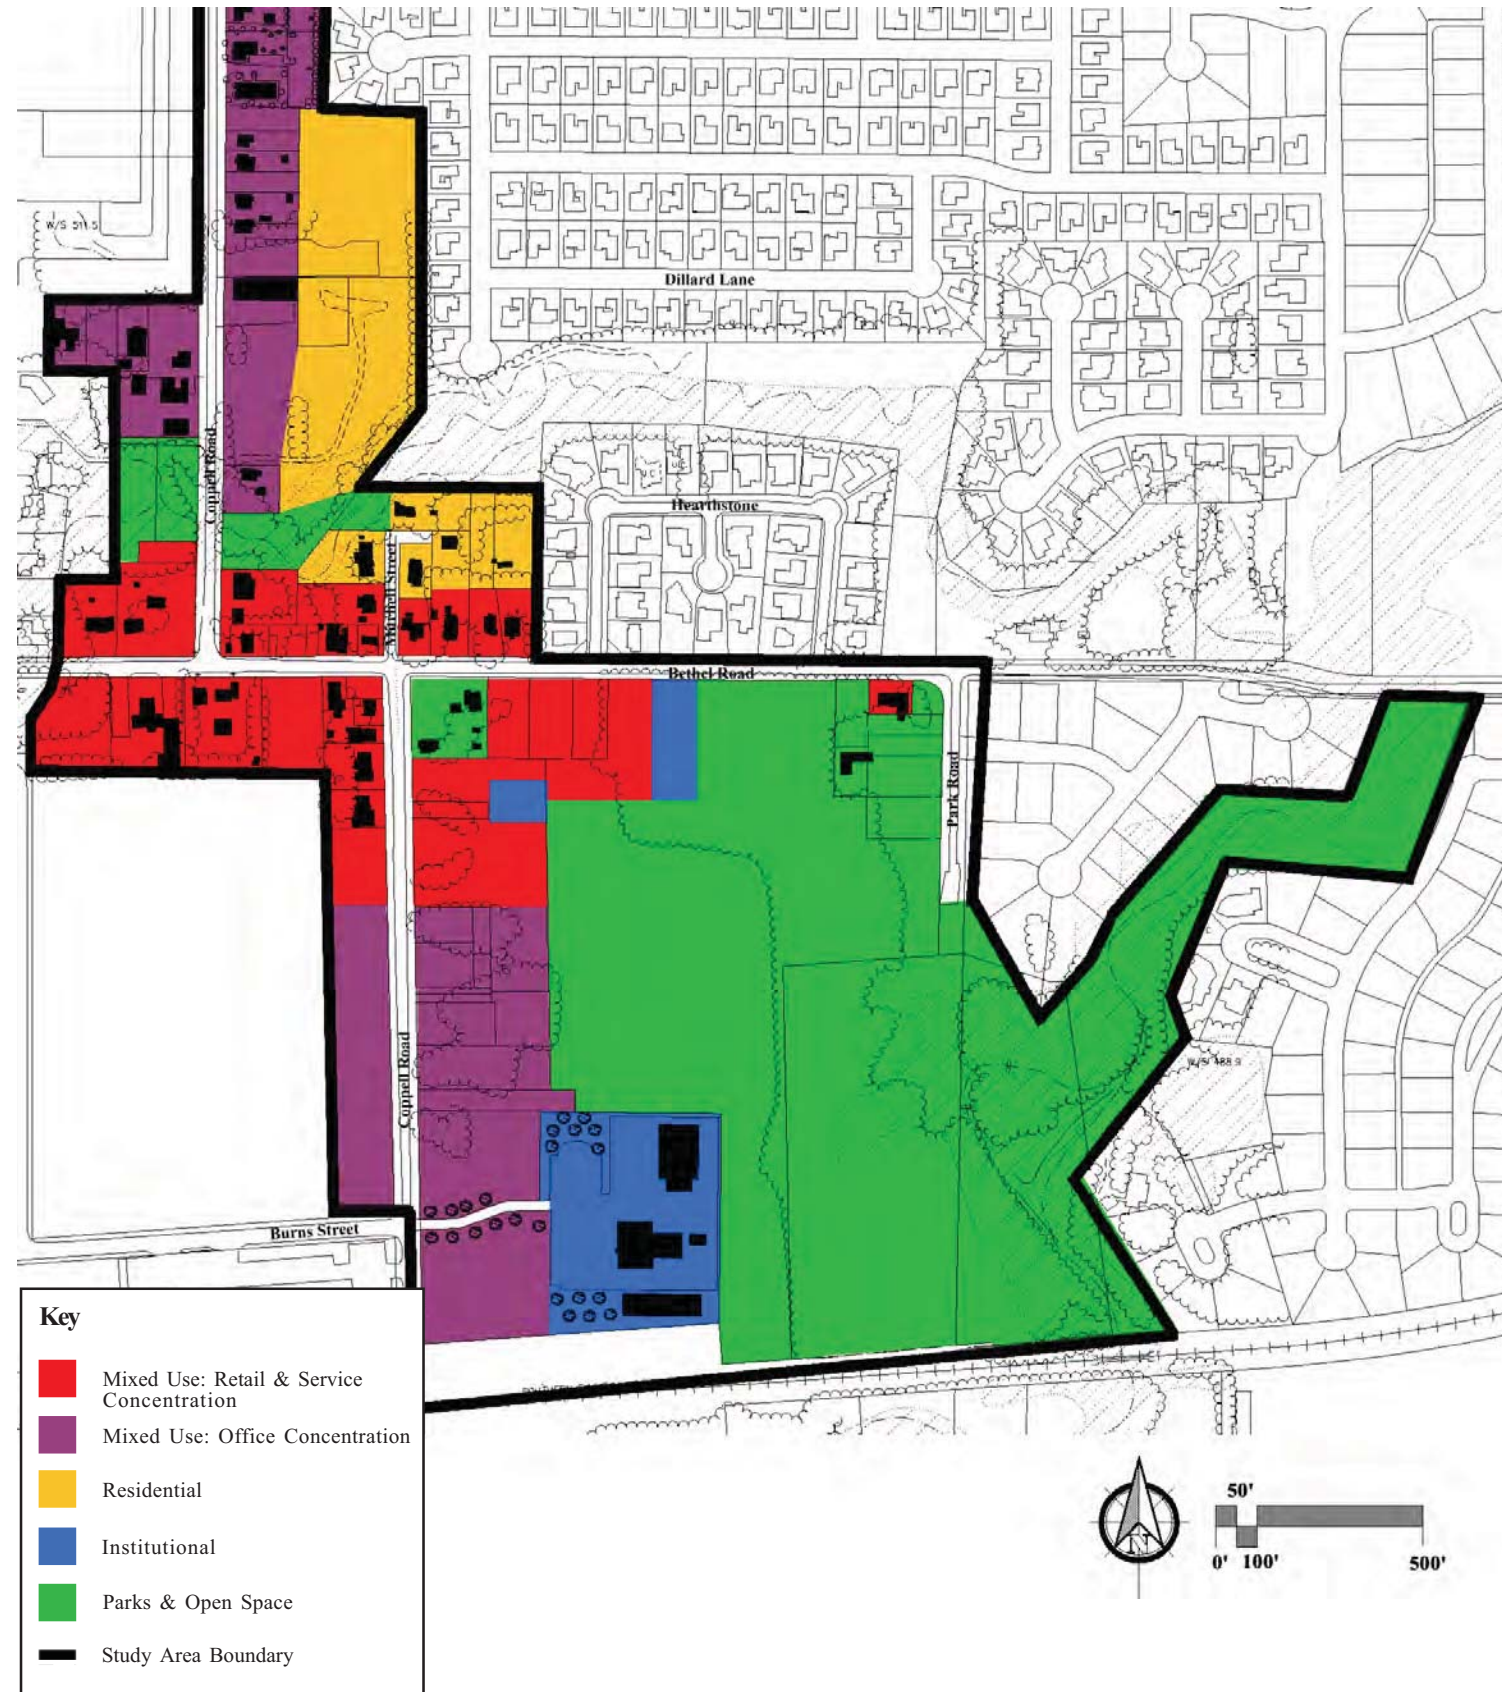 W/S 511.5
Dillard Lane
Coppell Road
Hearthstone
Mitchell Street
Bethel Road
Park Road
Coppell Road
W/S 488.9
Burns Street
Key
Mixed Use: Retail & Service
Concentration
Mixed Use: Office Concentration
Residential
Institutional
Parks & Open Space
Study Area Boundary
N
50'
0' 100' 500'